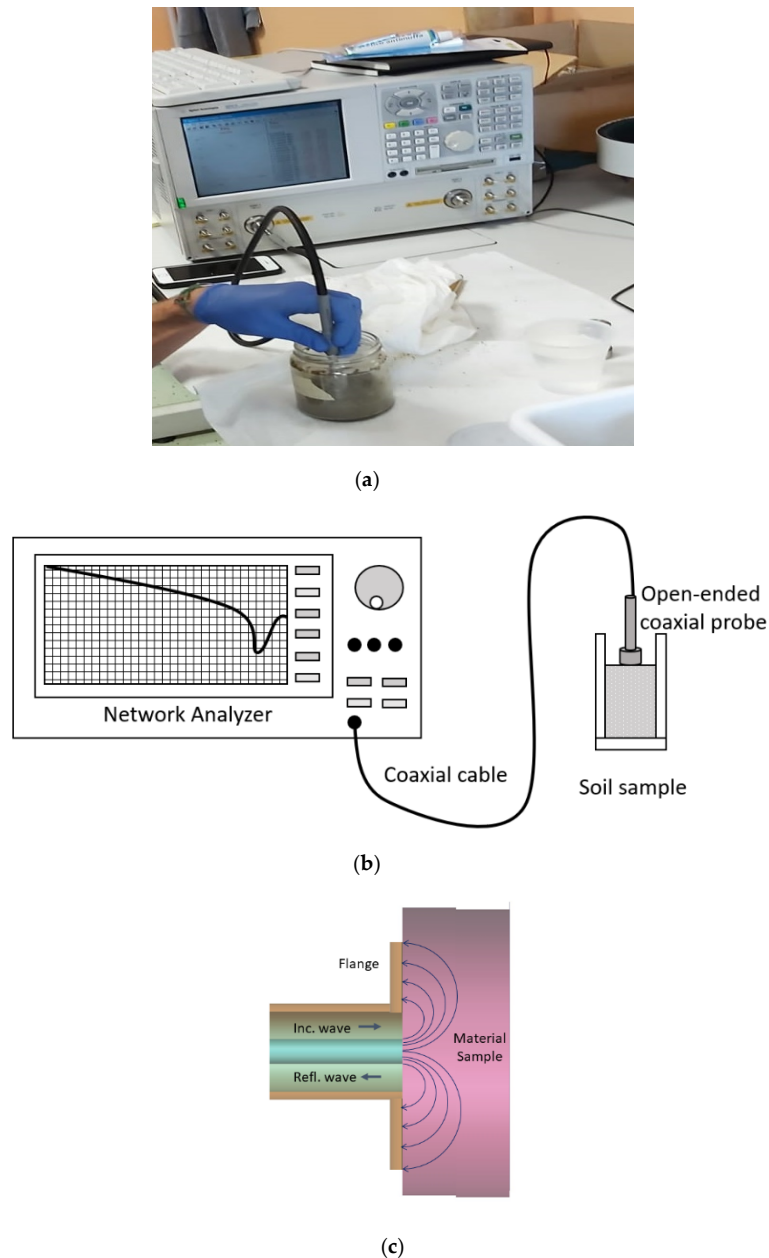 (a)
Network Analyzer
Open-ended
coaxial probe
Coaxial cable
Soil sample
(b)
Flange
Inc. wave
Refl. wave
Material
Sample
(c)